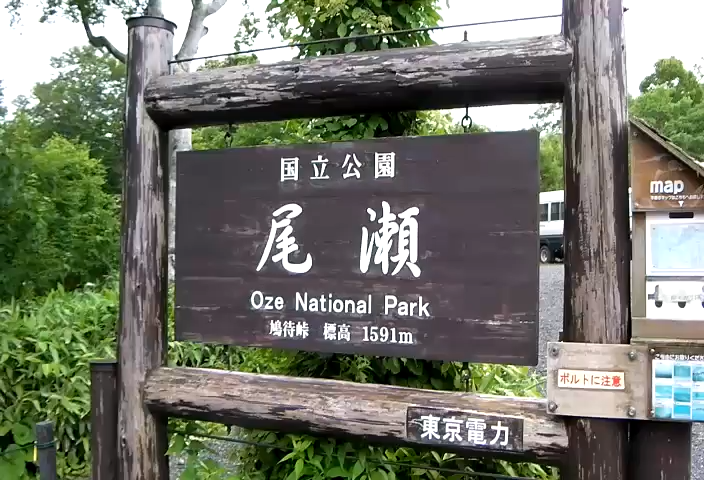 国立公園
尾瀬
Oze National Park
鳩待峠 標高 1591m
東京電力
ボルトに注意
map